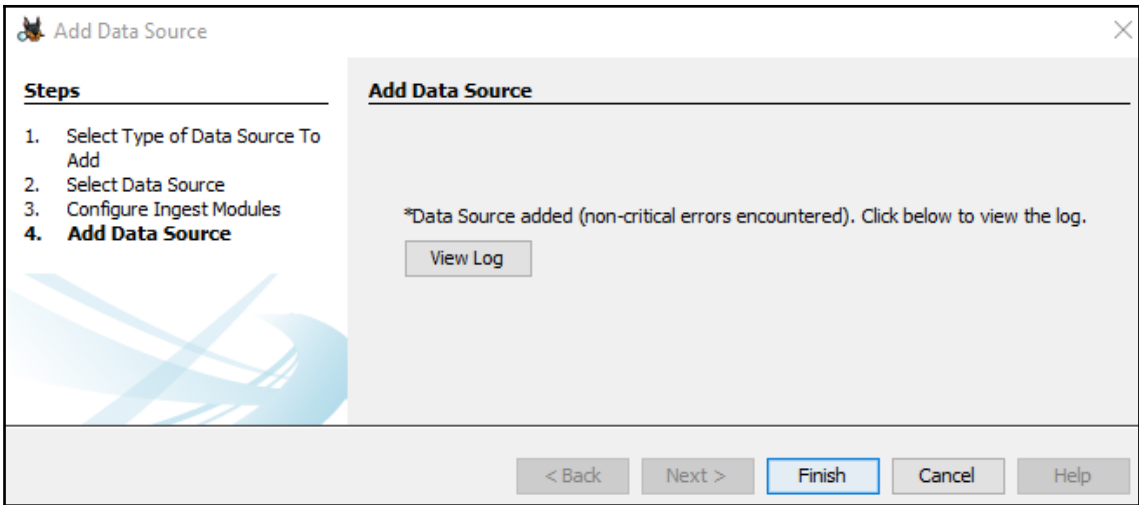 Add Data Source
Steps
1. Select Type of Data Source To
Add
2. Select Data Source
3. Configure Ingest Modules
4. Add Data Source
Add Data Source
*Data Source added (non-critical errors encountered). Click below to view the log.
View Log
< Back
Next >
Finish
Cancel
Help